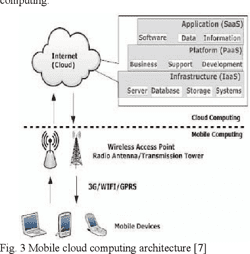 computing.
Application (SaaS)
Software Data Information
Platform (PaaS)
Business Support Development
Infrastructure (IaaS)
Server Database Storage Systems
Internet
(Cloud)
Cloud Computing
Mobile Computing
Wireless Access Point
Radio Antenna/Transmission Tower
3G/WIFI/GPRS
Mobile Devices
Fig. 3 Mobile cloud computing architecture [7]